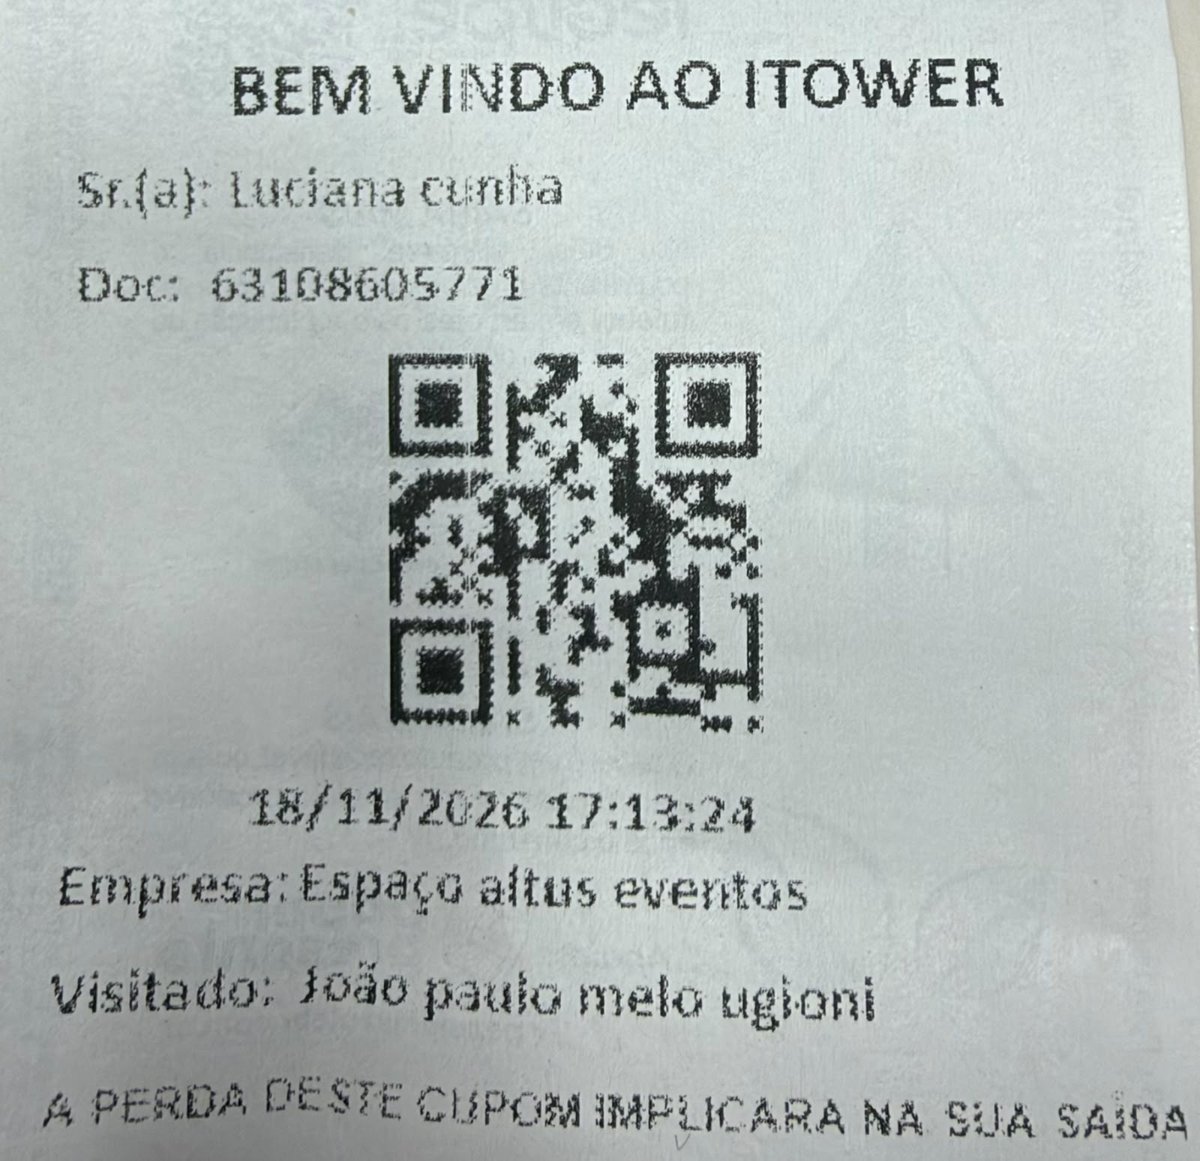 BEM VINDO AO ITOWER
Sr.(a): Luciana cunha
Doc: 63108605771
18/11/2026 17:13:24
Empresa: Espaço altus eventos
Visitado: João paulo melo ugioni
A PERDA DESTE CUPOM IMPLICARA NA SUA SAÍDA